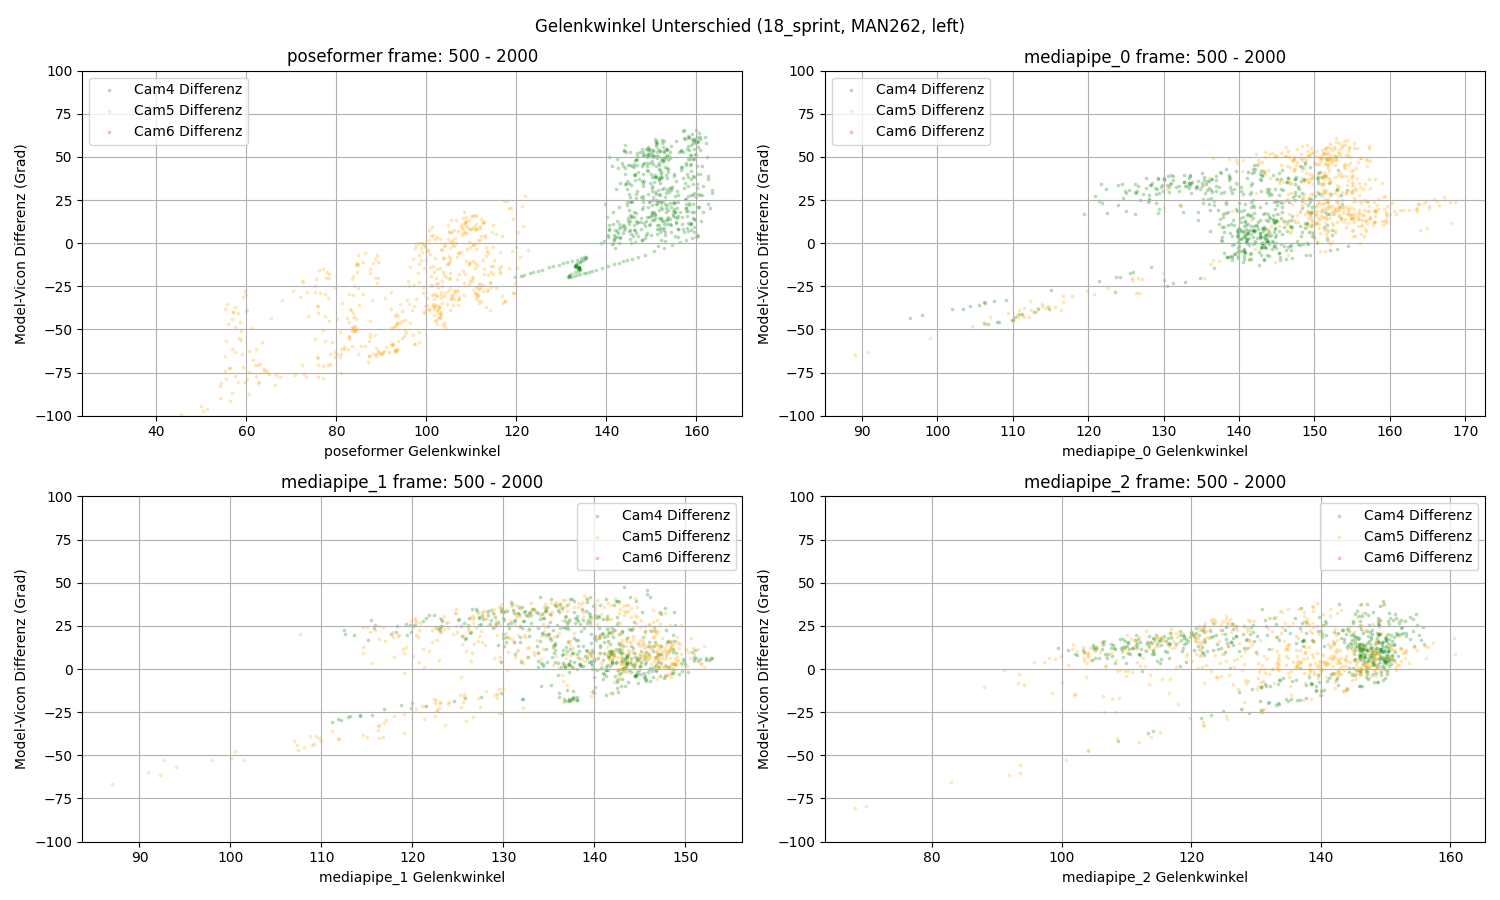 Gelenkwinkel Unterschied (18_sprint, MAN262, left)
poseformer frame: 500 - 2000
Model-Vicon Differenz (Grad)
100
75
50
25
0
−25
−50
−75
−100
Cam4 Differenz
Cam5 Differenz
Cam6 Differenz
40 60 80 100 120 140 160
poseformer Gelenkwinkel
mediapipe_0 frame: 500 - 2000
Model-Vicon Differenz (Grad)
100
75
50
25
0
−25
−50
−75
−100
Cam4 Differenz
Cam5 Differenz
Cam6 Differenz
90 100 110 120 130 140 150 160 170
mediapipe_0 Gelenkwinkel
mediapipe_1 frame: 500 - 2000
Model-Vicon Differenz (Grad)
100
75
50
25
0
−25
−50
−75
−100
Cam4 Differenz
Cam5 Differenz
Cam6 Differenz
90 100 110 120 130 140 150
mediapipe_1 Gelenkwinkel
mediapipe_2 frame: 500 - 2000
Model-Vicon Differenz (Grad)
100
75
50
25
0
−25
−50
−75
−100
Cam4 Differenz
Cam5 Differenz
Cam6 Differenz
80 100 120 140 160
mediapipe_2 Gelenkwinkel